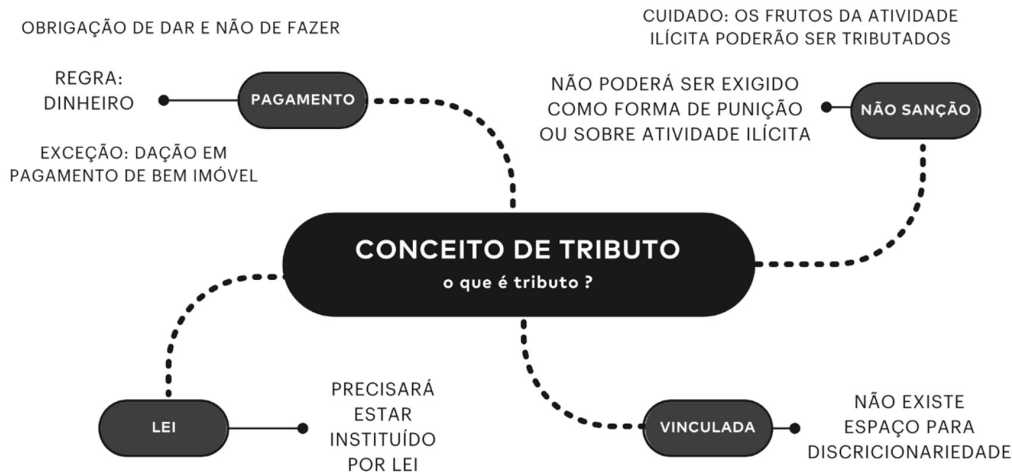 OBRIGAÇÃO DE DAR E NÃO DE FAZER
REGRA:
DINHEIRO
PAGAMENTO
EXCEÇÃO: DAÇÃO EM
PAGAMENTO DE BEM IMÓVEL
CUIDADO: OS FRUTOS DA ATIVIDADE
ILÍCITA PODERÃO SER TRIBUTADOS
NÃO PODERÁ SER EXIGIDO
COMO FORMA DE PUNIÇÃO
OU SOBRE ATIVIDADE ILÍCITA
NÃO SANÇÃO
CONCEITO DE TRIBUTO
o que é tributo ?
LEI
PRECISARÁ
ESTAR
INSTITUÍDO
POR LEI
VINCULADA
NÃO EXISTE
ESPAÇO PARA
DISCRICIONARIEDADE